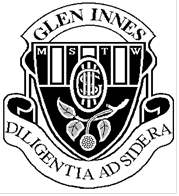 GLEN INNES
M S T W
DILIGENTIA AD SIDERA